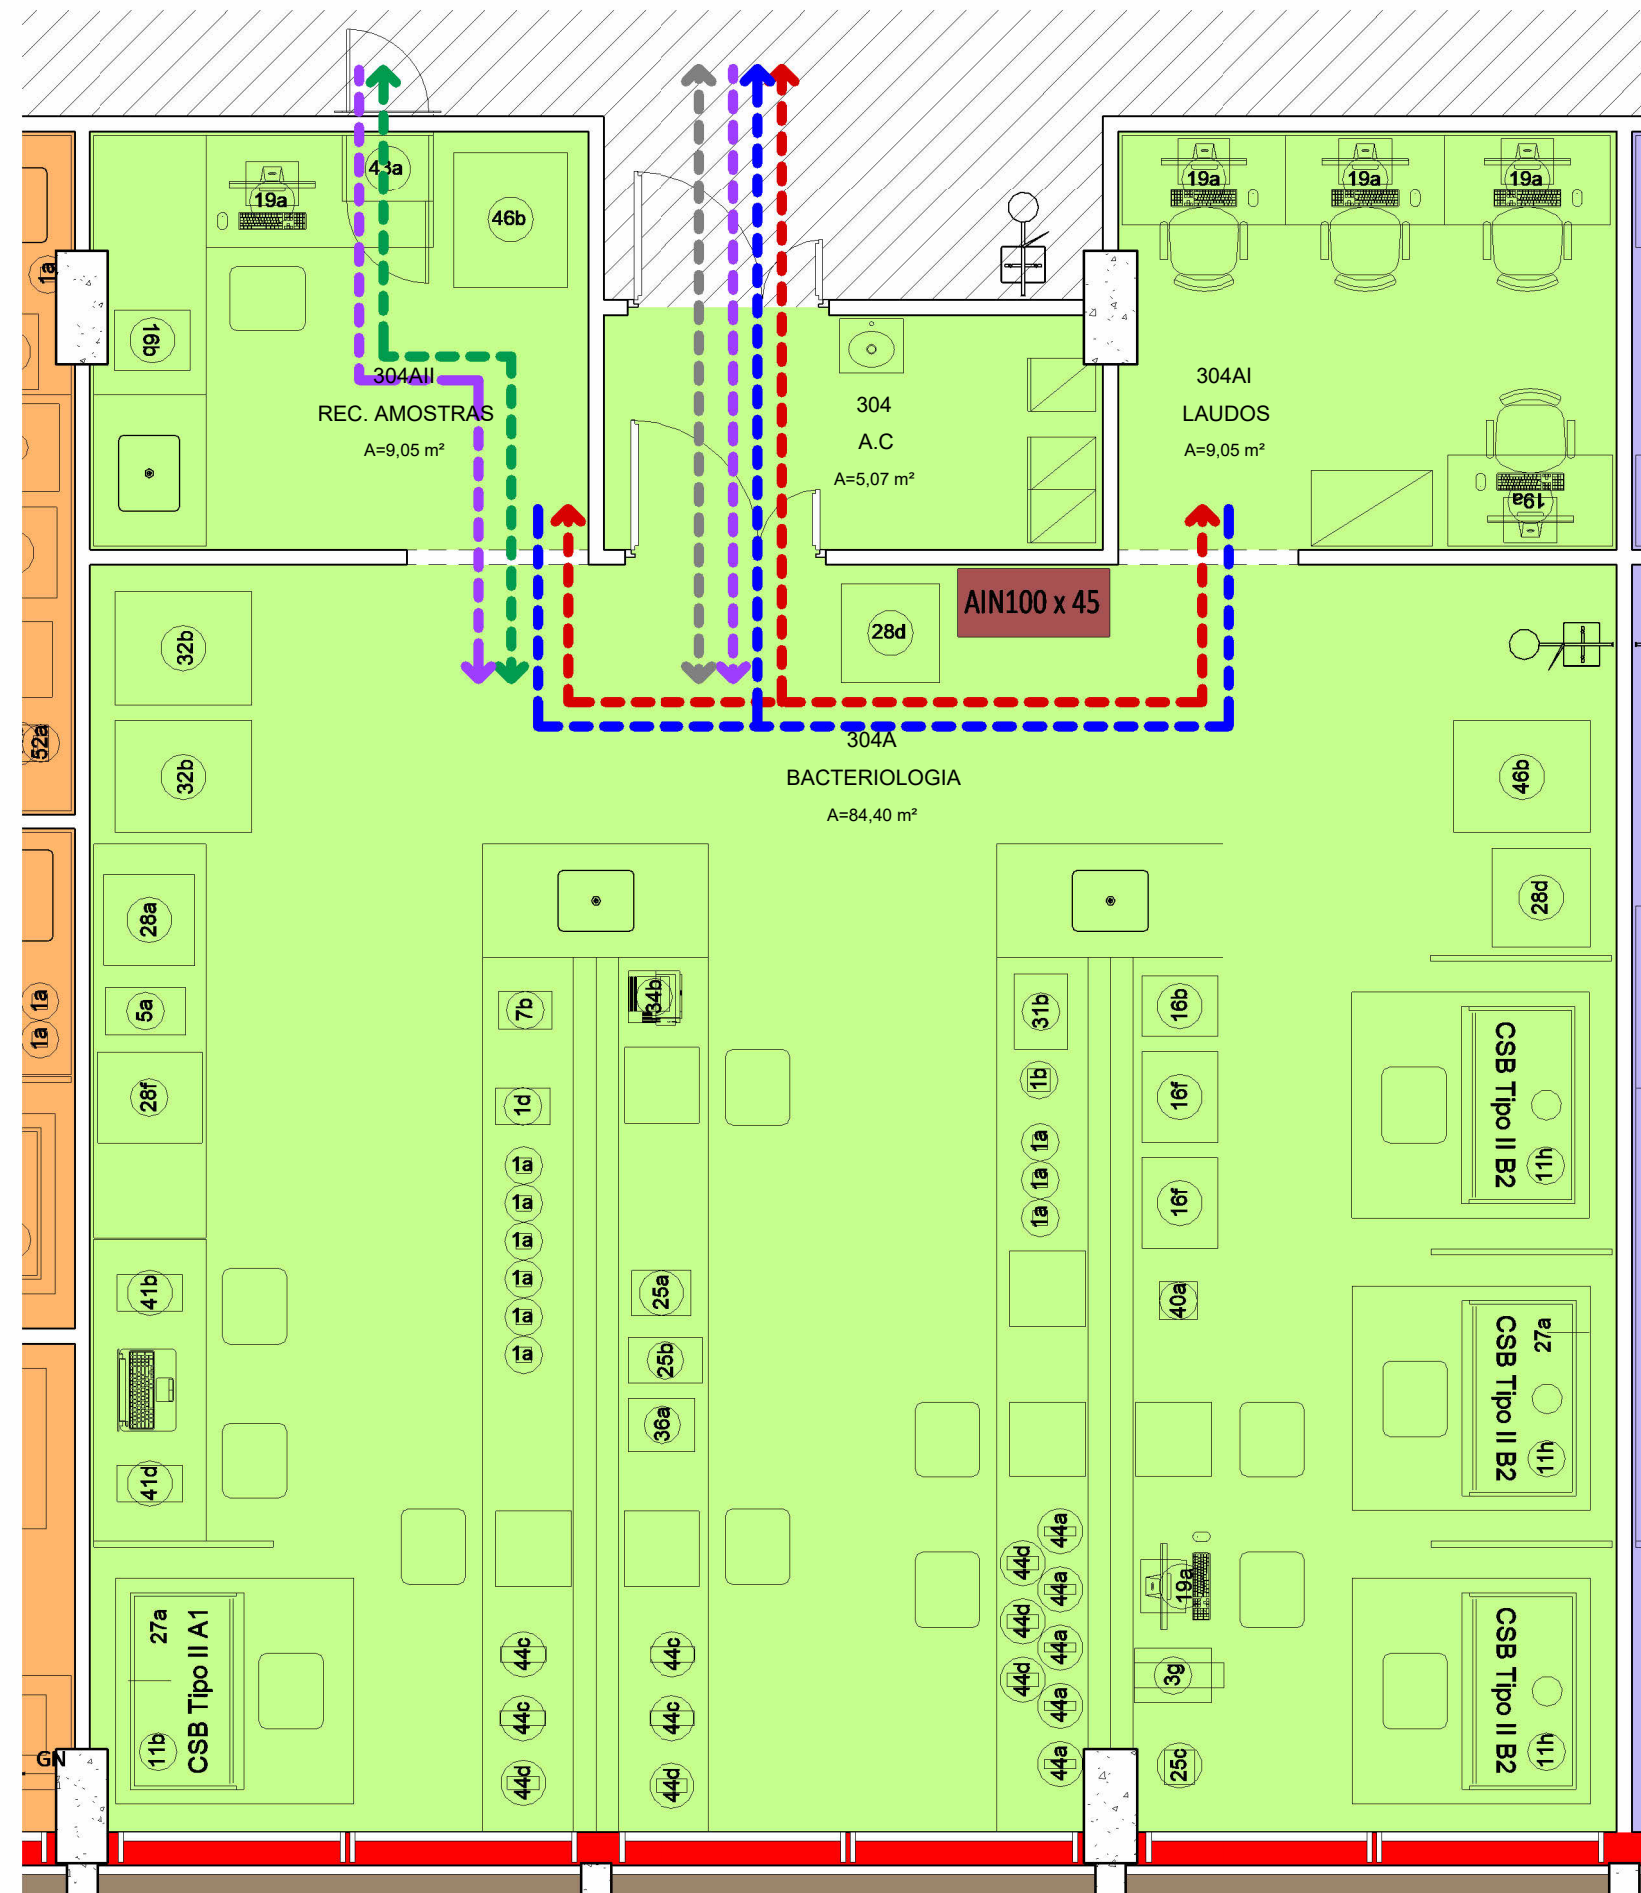 43a
19a
46b
19a
19a
19a
1a
16b
304AII
REC. AMOSTRAS
A=9,05 m²
304
A.C
A=5,07 m²
304AI
LAUDOS
A=9,05 m²
19a
AIN100 x 45
28d
32b
32b
52a
304A
BACTERIOLOGIA
A=84,40 m²
46b
28d
28a
5a
28f
1a
1a
7b
34b
1d
1a
1a
1a
1a
1a
1a
25a
25b
36a
31b
16b
1b
16f
1a
1a
1a
16f
40a
CSB Tipo II B2
11h
CSB Tipo II B2
27a
11h
41b
41d
44a
44d
44a
44d
44a
44d
44a
44a
19a
3g
25c
CSB Tipo II B2
11h
27a
CSB Tipo II A1
11b
44c
44c
44d
44c
44c
44d
GN